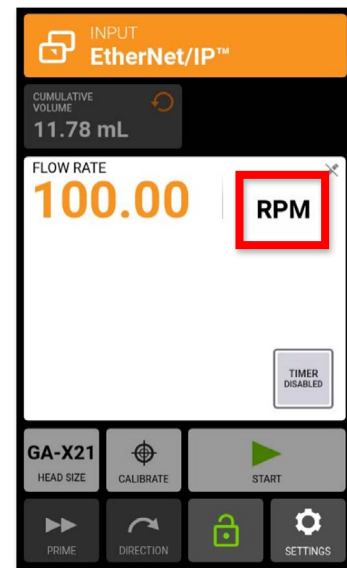 INPUT
EtherNet/IP™
CUMULATIVE
VOLUME
11.78 mL
FLOW RATE
100.00
RPM
TIMER
DISABLED
GA-X21
HEAD SIZE
CALIBRATE
START
PRIME
DIRECTION
SETTINGS